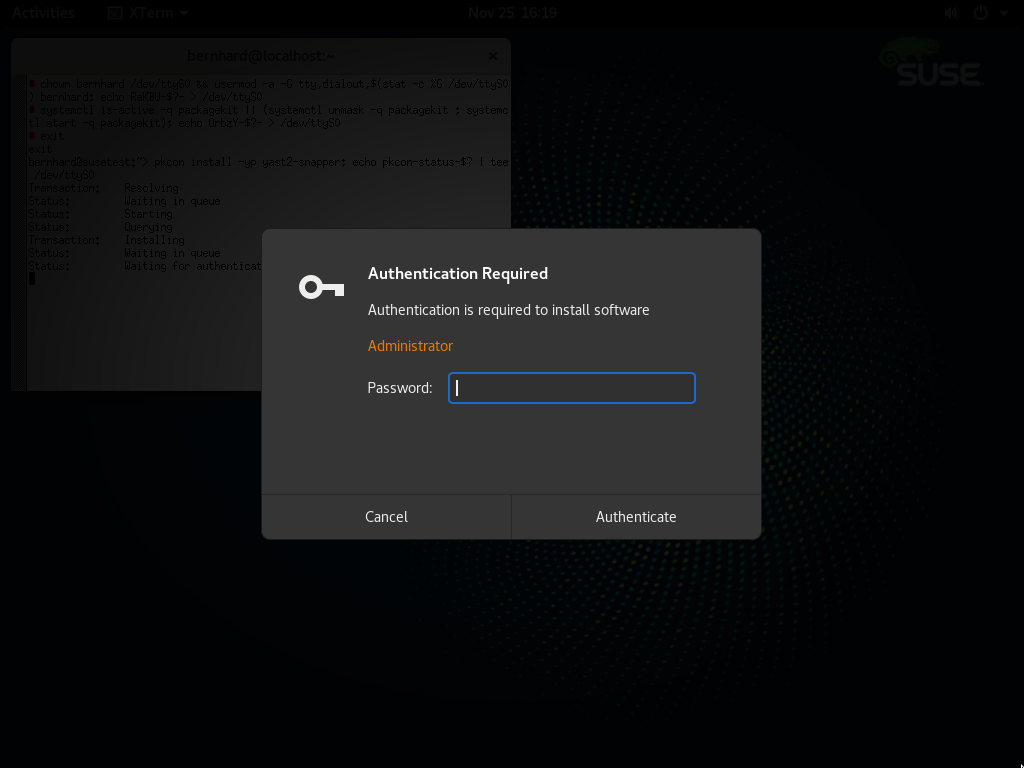 Activities
XTerm
Nov 25 16:19
bernhard@localhost:~
# chown bernhard /dev/ttyS0 && usermod -a -G tty,dialout,$(stat -c %G /dev/ttyS0
) bernhard; echo RaKBU-$?- > /dev/ttyS0
# systemctl is-active -q packagekit || (systemctl unmask -q packagekit ; systemc
tl start -q packagekit); echo OrbzY-$?- > /dev/ttyS0
# exit
exit
bernhard@susetest:~> pkcon install -yp yast2-snapper; echo pkcon-status-$? | tee
/dev/ttyS0
Transaction: Resolving
Status: Waiting in queue
Status: Starting
Status: Querying
Transaction: Installing
Status: Waiting in queue
Status: Waiting for authenticat
SUSE
Authentication Required
Authentication is required to install software
Administrator
Password:
Cancel
Authenticate